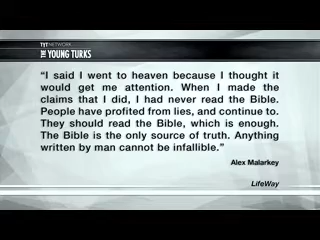 TYT NETWORK
THE YOUNG TURKS
“I said I went to heaven because I thought it
would get me attention. When I made the
claims that I did, I had never read the Bible.
People have profited from lies, and continue to.
They should read the Bible, which is enough.
The Bible is the only source of truth. Anything
written by man cannot be infallible.”
Alex Malarkey
LifeWay